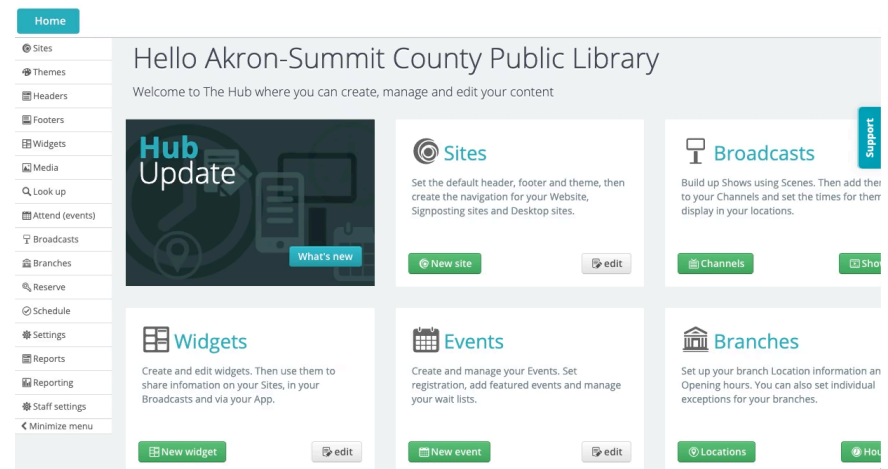 Home
Sites
Themes
Headers
Footers
Widgets
Media
Look up
Attend (events)
Broadcasts
Branches
Reserve
Schedule
Settings
Reports
Reporting
Staff settings
Minimize menu
Hello Akron-Summit County Public Library
Welcome to The Hub where you can create, manage and edit your content
Hub
Update
What's new
Sites
Set the default header, footer and theme, then
create the navigation for your Website,
Signposting sites and Desktop sites.
New site
edit
Broadcasts
Build up Shows using Scenes. Then add
to your Channels and set the times for
display in your locations.
Channels
Support
Widgets
Create and edit widgets. Then use them to
share infomation on your Sites, in your
Broadcasts and via your App.
New widget
edit
Events
Create and manage your Events. Set
registration, add featured events and manage
your wait lists.
New event
edit
Branches
Set up your branch Location information
Opening hours. You can also set individual
exceptions for your branches.
Locations